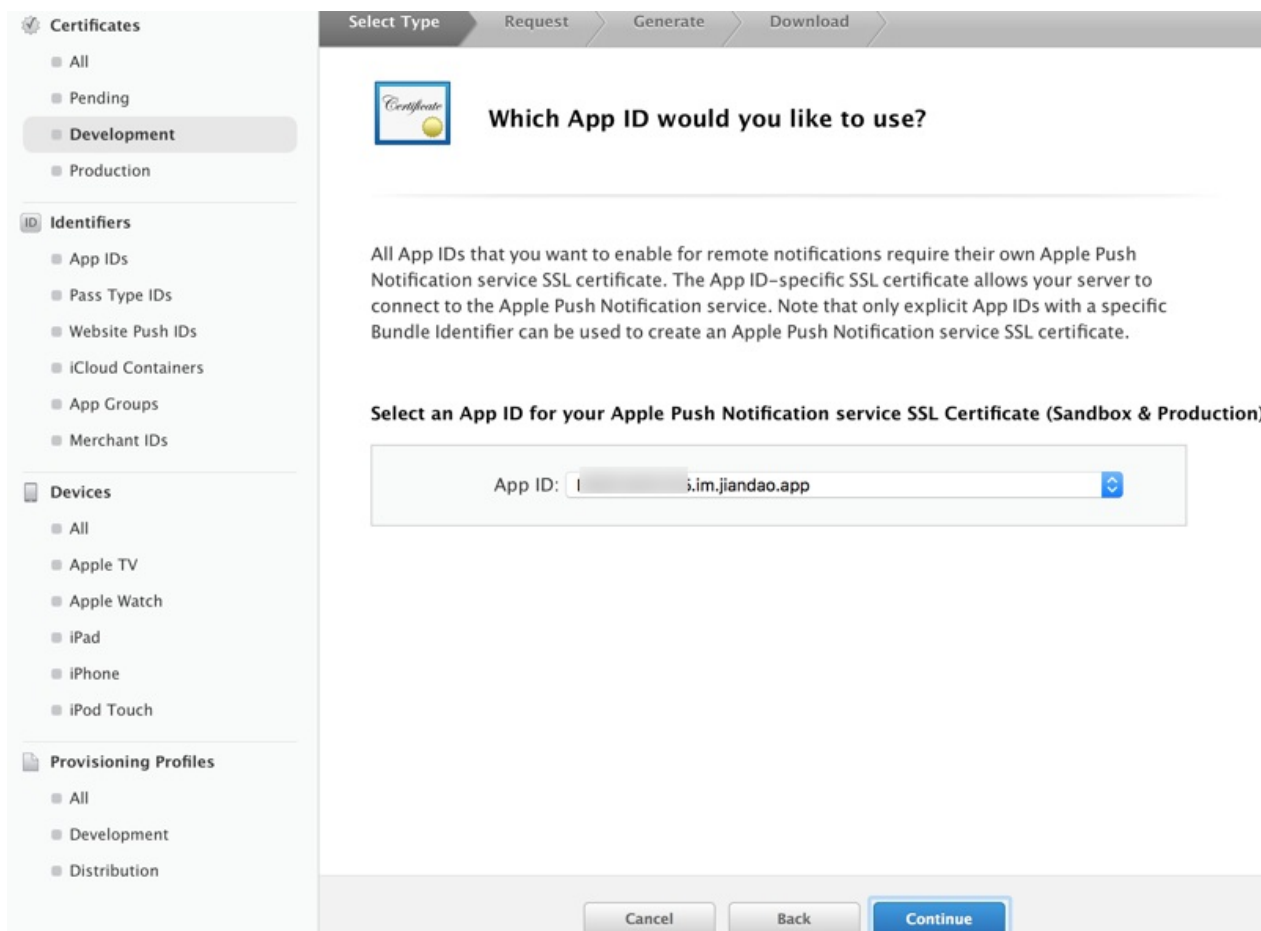 Certificates
All
Pending
Development
Production
ID Identifiers
App IDs
Pass Type IDs
Website Push IDs
iCloud Containers
App Groups
Merchant IDs
Devices
All
Apple TV
Apple Watch
iPad
iPhone
iPod Touch
Provisioning Profiles
All
Development
Distribution
Select Type
Request
Generate
Download
Certificate
Which App ID would you like to use?
All App IDs that you want to enable for remote notifications require their own Apple Push
Notification service SSL certificate. The App ID-specific SSL certificate allows your server to
connect to the Apple Push Notification service. Note that only explicit App IDs with a specific
Bundle Identifier can be used to create an Apple Push Notification service SSL certificate.
Select an App ID for your Apple Push Notification service SSL Certificate (Sandbox & Production)
App ID: .im.jiandao.app
Cancel
Back
Continue